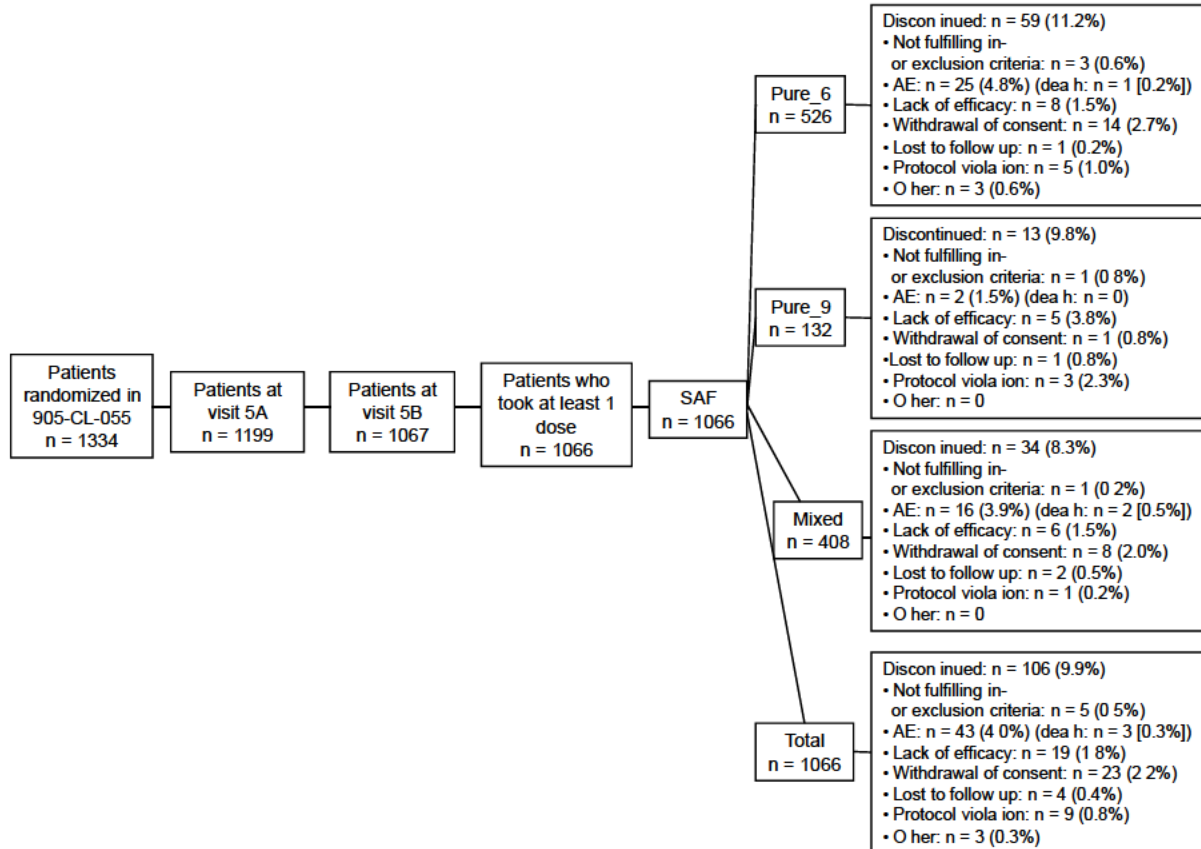 Patients
randomized in
905-CL-055
n = 1334
Patients at
visit 5A
n = 1199
Patients at
visit 5B
n = 1067
Patients who
took at least 1
dose
n = 1066
SAF
n = 1066
Pure_6
n = 526
Discon inued: n = 59 (11.2%)
• Not fulfilling in-
or exclusion criteria: n = 3 (0.6%)
• AE: n = 25 (4.8%) (dea h: n = 1 [0.2%])
• Lack of efficacy: n = 8 (1.5%)
• Withdrawal of consent: n = 14 (2.7%)
• Lost to follow up: n = 1 (0.2%)
• Protocol viola ion: n = 5 (1.0%)
• O her: n = 3 (0.6%)
Pure_9
n = 132
Discontinued: n = 13 (9.8%)
• Not fulfilling in-
or exclusion criteria: n = 1 (0 8%)
• AE: n = 2 (1.5%) (dea h: n = 0)
• Lack of efficacy: n = 5 (3.8%)
• Withdrawal of consent: n = 1 (0.8%)
•Lost to follow up: n = 1 (0.8%)
• Protocol viola ion: n = 3 (2.3%)
• O her: n = 0
Mixed
n = 408
Discon inued: n = 34 (8.3%)
• Not fulfilling in-
or exclusion criteria: n = 1 (0 2%)
• AE: n = 16 (3.9%) (dea h: n = 2 [0.5%])
• Lack of efficacy: n = 6 (1.5%)
• Withdrawal of consent: n = 8 (2.0%)
• Lost to follow up: n = 2 (0.5%)
• Protocol viola ion: n = 1 (0.2%)
• O her: n = 0
Total
n = 1066
Discon inued: n = 106 (9.9%)
• Not fulfilling in-
or exclusion criteria: n = 5 (0 5%)
• AE: n = 43 (4 0%) (dea h: n = 3 [0.3%])
• Lack of efficacy: n = 19 (1 8%)
• Withdrawal of consent: n = 23 (2 2%)
• Lost to follow up: n = 4 (0.4%)
• Protocol viola ion: n = 9 (0.8%)
• O her: n = 3 (0.3%)